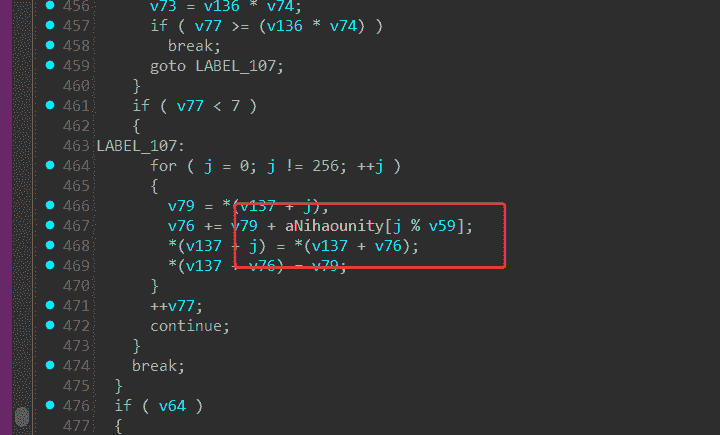 456 v73 = v136 * v74;
457 if ( v77 >= (v136 * v74) )
458 break;
459 goto LABEL_107;
460 }
461 if ( v77 < 7 )
462 {
463 LABEL_107:
464 for ( j = 0; j != 256; ++j )
465 {
466 v79 = *(v137 + j);
467 v76 += v79 + aNihaounity[j % v59];
468 *(v137 + j) = *(v137 + v76);
469 *(v137 + v76) = v79;
470 }
471 ++v77;
472 continue;
473 }
474 break;
475 }
476 if ( v64 )
477 {